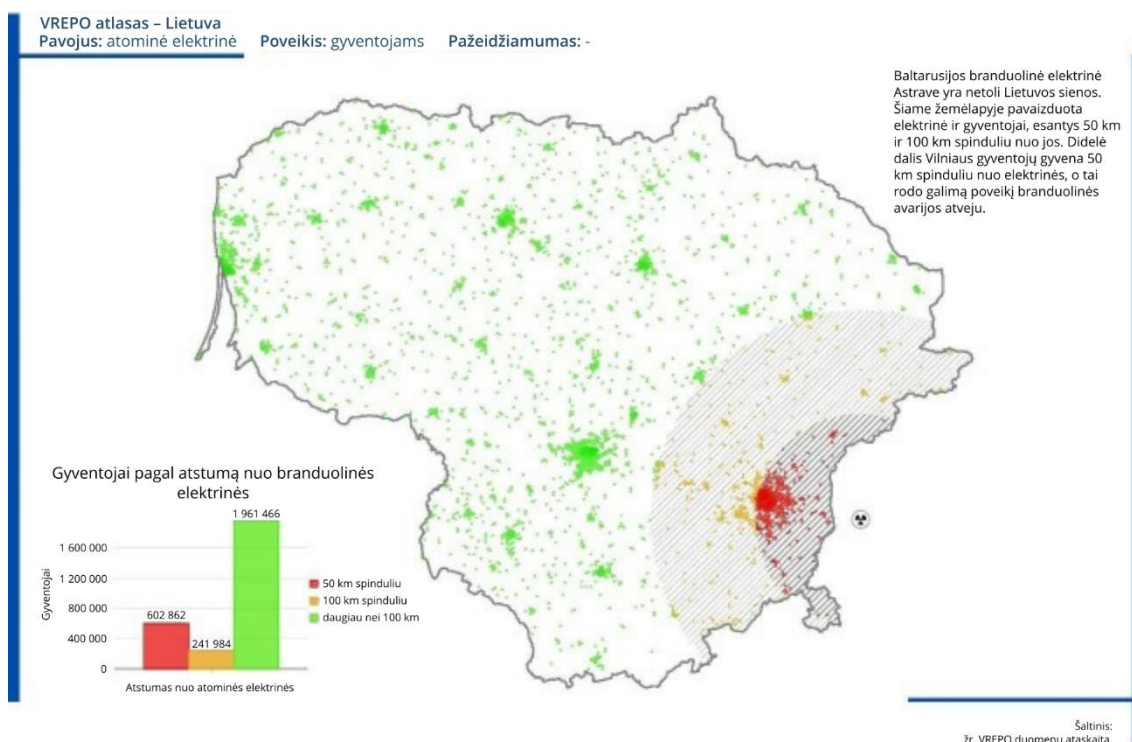 VREPO atlasas – Lietuva
Pavojus: atominė elektrinė Poveikis: gyventojams Pažeidžiamumas: -
Baltarusijos branduolinė elektrinė
Astrave yra netoli Lietuvos sienos.
Šiame žemėlapyje pavaizduota
elektrinė ir gyventojai, esantys 50 km
ir 100 km spinduliu nuo jos. Didelė
dalis Vilniaus gyventojų gyvena 50
km spinduliu nuo elektrinės, o tai
rodo galimą poveikį branduolinės
avarijos atveju.
Gyventojai pagal atstumą nuo branduolinės
elektrinės
1 961 466
1 600 000
1 200 000
800 000
400 000
0
Gyventojai
602 862
241 984
50 km spinduliu
100 km spinduliu
daugiau nei 100 km
Atstumas nuo atominės elektrinės
Šaltinis:
žr. VREPO duomenų ataskaitą